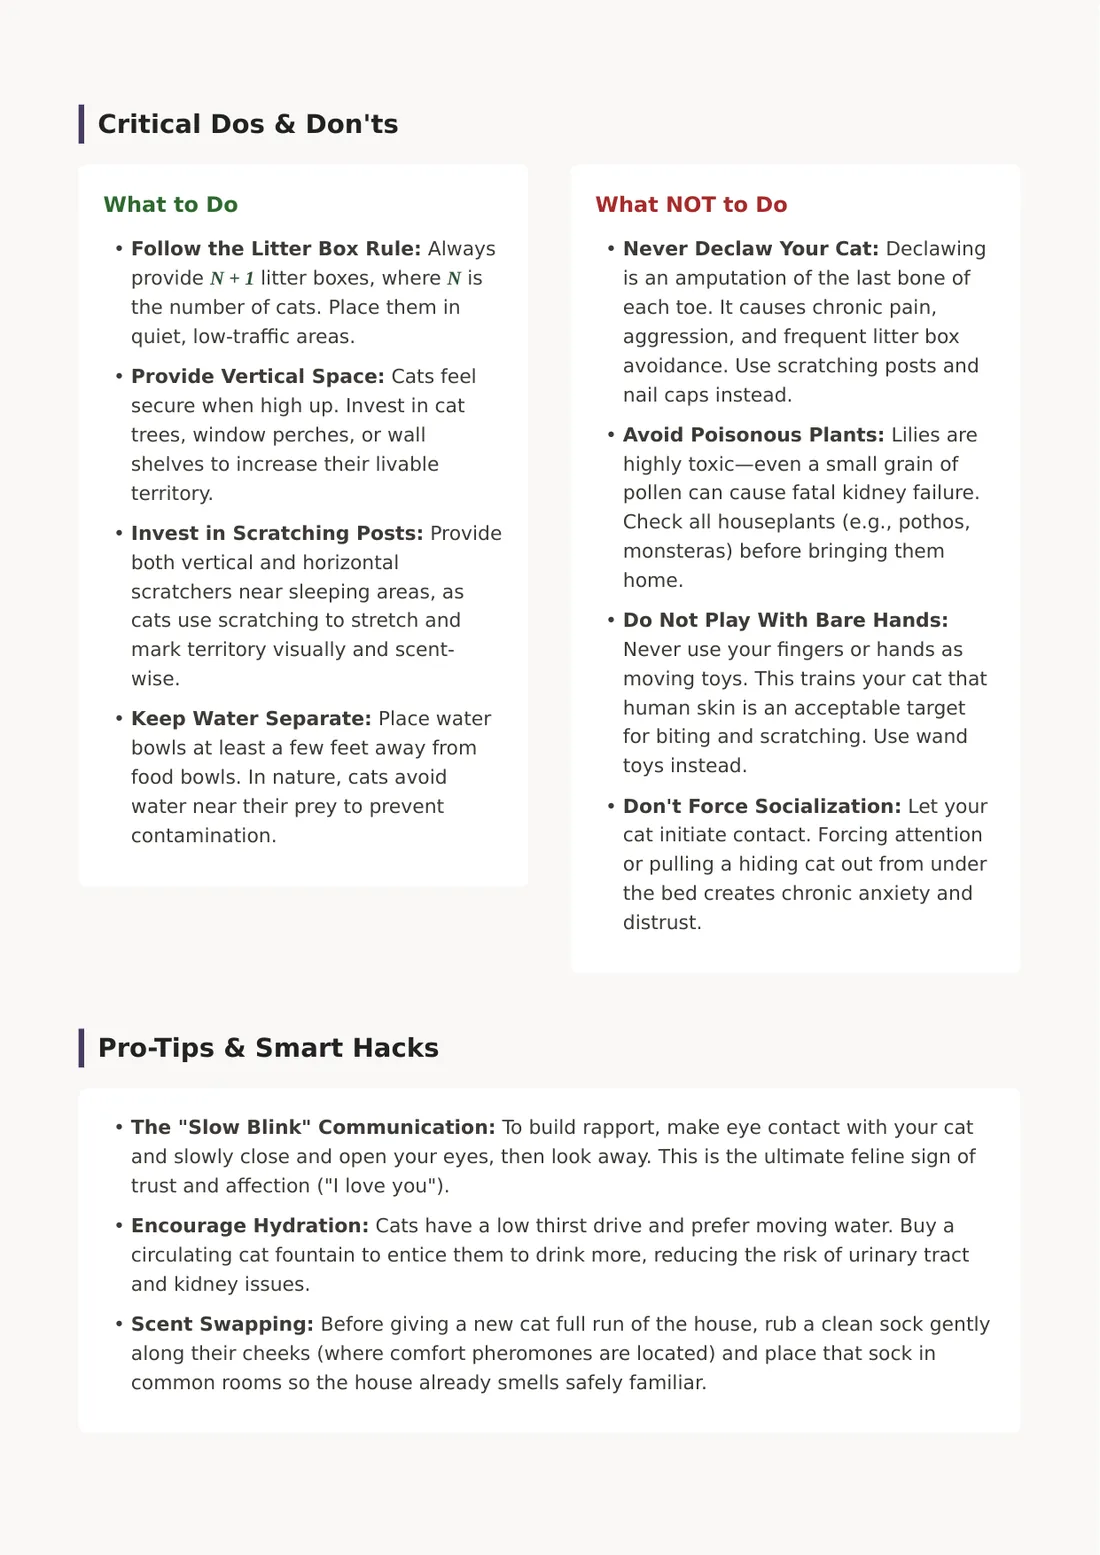 Critical Dos & Don'ts
What to Do
• Follow the Litter Box Rule: Always
provide N + 1 litter boxes, where N is
the number of cats. Place them in
quiet, low-traffic areas.
• Provide Vertical Space: Cats feel
secure when high up. Invest in cat
trees, window perches, or wall
shelves to increase their livable
territory.
• Invest in Scratching Posts: Provide
both vertical and horizontal
scratchers near sleeping areas, as
cats use scratching to stretch and
mark territory visually and scent-
wise.
• Keep Water Separate: Place water
bowls at least a few feet away from
food bowls. In nature, cats avoid
water near their prey to prevent
contamination.
What NOT to Do
• Never Declaw Your Cat: Declawing
is an amputation of the last bone of
each toe. It causes chronic pain,
aggression, and frequent litter box
avoidance. Use scratching posts and
nail caps instead.
• Avoid Poisonous Plants: Lilies are
highly toxic—even a small grain of
pollen can cause fatal kidney failure.
Check all houseplants (e.g., pothos,
monsteras) before bringing them
home.
• Do Not Play With Bare Hands:
Never use your fingers or hands as
moving toys. This trains your cat that
human skin is an acceptable target
for biting and scratching. Use wand
toys instead.
• Don't Force Socialization: Let your
cat initiate contact. Forcing attention
or pulling a hiding cat out from under
the bed creates chronic anxiety and
distrust.
Pro-Tips & Smart Hacks
• The "Slow Blink" Communication: To build rapport, make eye contact with your cat
and slowly close and open your eyes, then look away. This is the ultimate feline sign of
trust and affection ("I love you").
• Encourage Hydration: Cats have a low thirst drive and prefer moving water. Buy a
circulating cat fountain to entice them to drink more, reducing the risk of urinary tract
and kidney issues.
• Scent Swapping: Before giving a new cat full run of the house, rub a clean sock gently
along their cheeks (where comfort pheromones are located) and place that sock in
common rooms so the house already smells safely familiar.